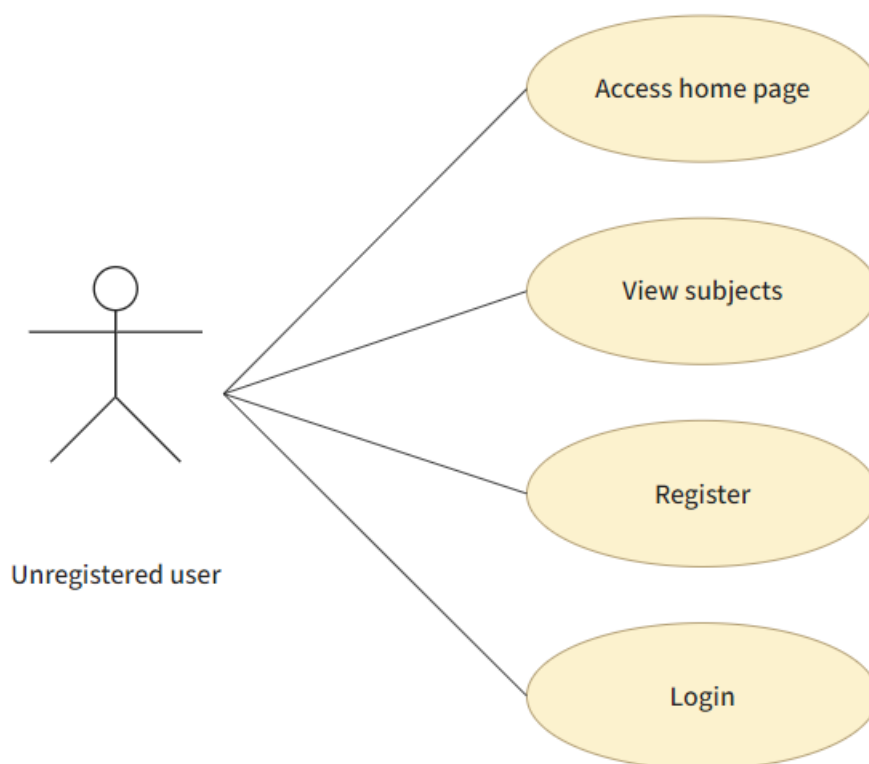 Access home page
View subjects
Register
Unregistered user
Login